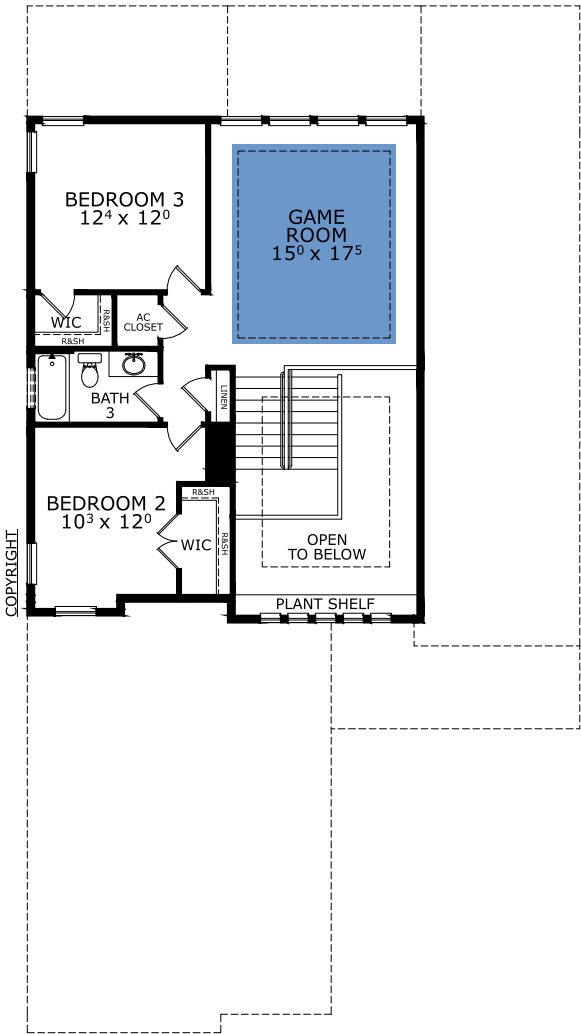 BEDROOM 3
12⁴ x 12⁰
GAME
ROOM
15⁰ x 17⁵
WIC
R&SH
R&SH
AC
CLOSET
BATH
3
LINEN
BEDROOM 2
10³ x 12⁰
R&SH
R&SH
WIC
OPEN
TO BELOW
PLANT SHELF
COPYRIGHT